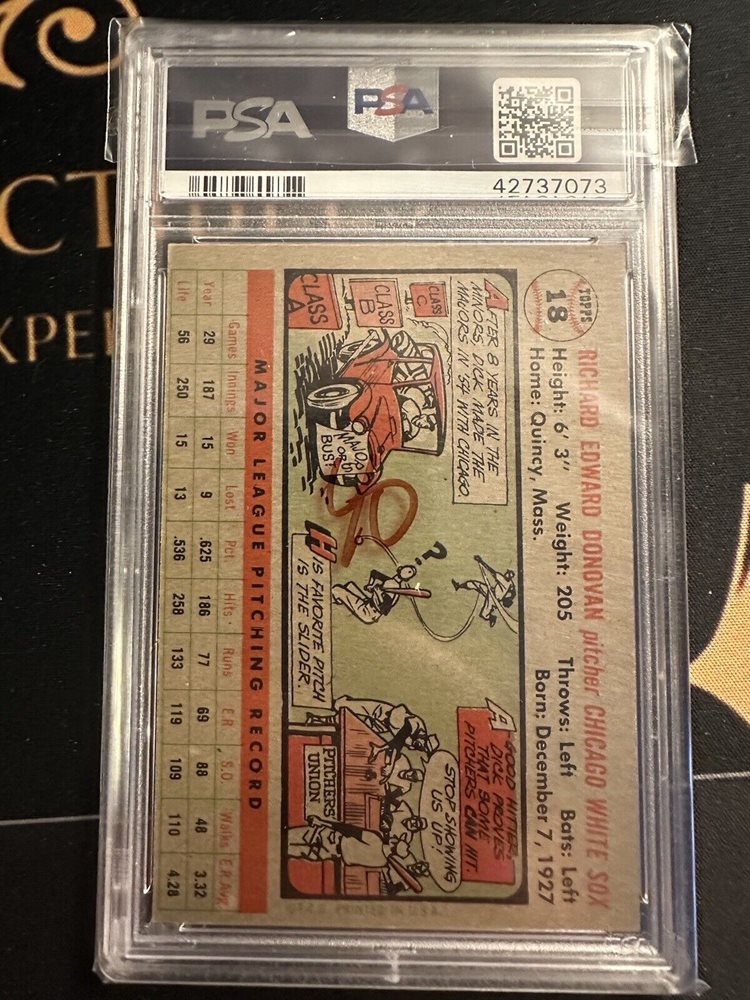 PSA
PSA
42737073
CT
XPE
TOPPS
18
RICHARD EDWARD DONOVAN pitcher CHICAGO WHITE SOX
Height: 6' 3" Weight: 205 Throws: Left Bats: Left
Home: Quincy, Mass. Born: December 7, 1927
AFTER 8 YEARS IN THE
MINORS, DICK MADE THE
MAJORS IN '54 WITH CHICAGO.
CLASS
C
CLASS
B
CLASS
A
MAJORS
OR
BUS!
?
HIS FAVORITE PITCH
IS THE SLIDER.
A GOOD HITTER,
DICK PROVES
THAT SOME
PITCHERS CAN HIT.
STOP SHOWING
US UP!
PITCHERS
UNION
MAJOR LEAGUE PITCHING RECORD
Games Innings Won Lost Pct Hits Runs E.R. S.O. Walks E.R.Avg.
Year 29 187 15 9 .625 186 77 69 88 48 3.32
Life 56 250 15 13 .536 258 133 119 109 110 4.28